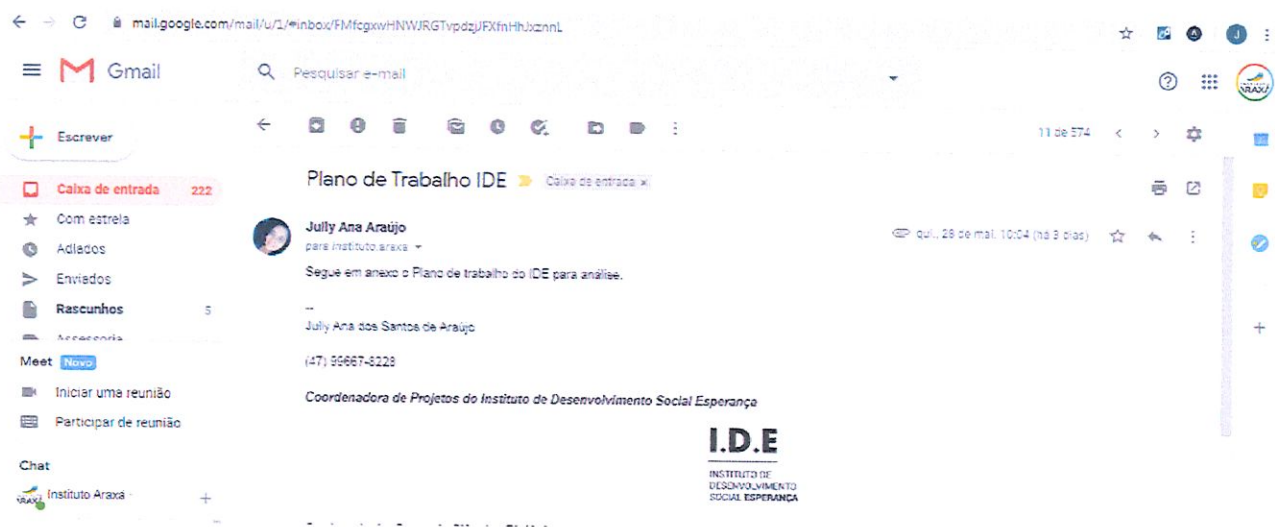 mail.google.com/mail/u/1/#inbox/FMfcgxwHNWJRGTvpdzjJFXfnHhJxznnL
Gmail
Pesquisar e-mail
Escrever
11 de 574
Plano de Trabalho IDE
Caixa de entrada x
Caixa de entrada 222
Com estrela
Adiados
Enviados
Rascunhos 5
Assessoria
Jully Ana Araújo
qui., 28 de mai. 10:04 (há 3 dias)
para instituto.araxa
Segue em anexo o Plano de trabalho do IDE para análise.
--
Jully Ana dos Santos de Araújo
(47) 99667-8228
Coordenadora de Projetos do Instituto de Desenvolvimento Social Esperança
I.D.E
INSTITUTO DE
DESENVOLVIMENTO
SOCIAL ESPERANÇA
Meet Novo
Iniciar uma reunião
Participar de reunião
Chat
Instituto Araxá